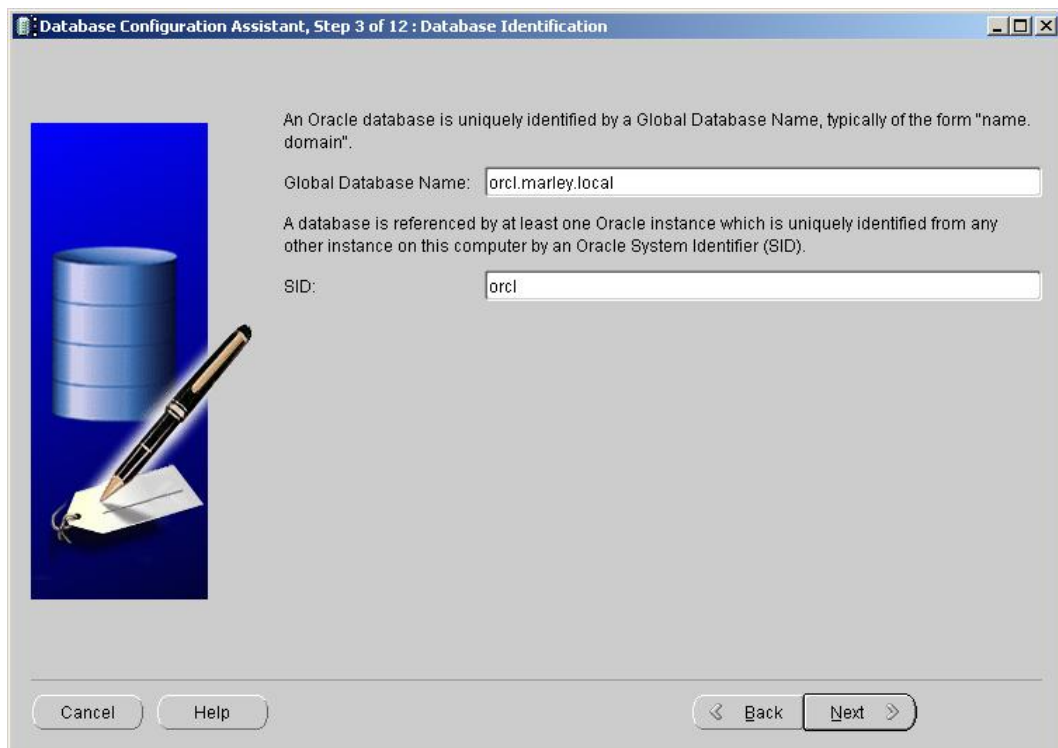 Database Configuration Assistant, Step 3 of 12 : Database Identification
An Oracle database is uniquely identified by a Global Database Name, typically of the form "name.
domain".
Global Database Name: orcl.marley.local
A database is referenced by at least one Oracle instance which is uniquely identified from any
other instance on this computer by an Oracle System Identifier (SID).
SID: orcl
Cancel Help Back Next